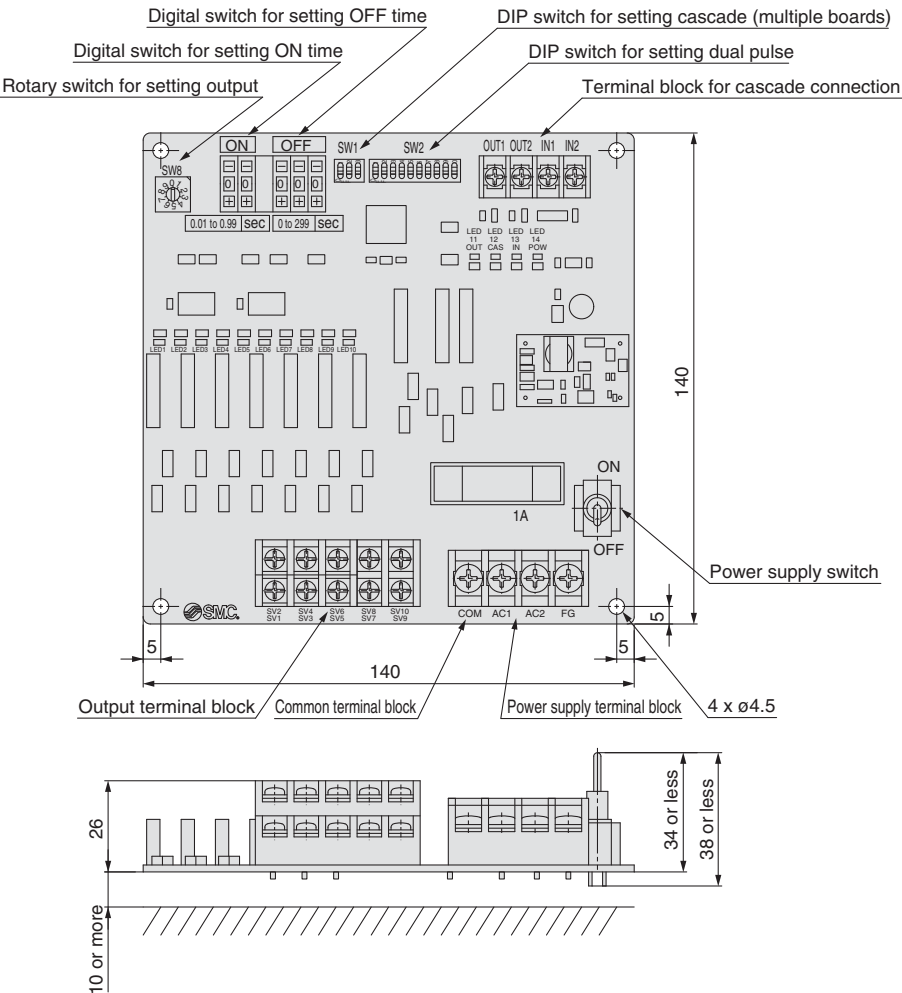 Digital switch for setting OFF time
DIP switch for setting cascade (multiple boards)
Digital switch for setting ON time
DIP switch for setting dual pulse
Rotary switch for setting output
Terminal block for cascade connection
ON OFF SW1 SW2 OUT1 OUT2 IN1 IN2
SW8
0 0 0 0 0
0.01 to 0.99 sec 0 to 299 sec
LED LED LED LED
11 12 13 14
OUT CAS IN POW
LED1 LED2 LED3 LED4 LED5 LED6 LED7 LED8 LED9 LED10
140
ON
1A
OFF
Power supply switch
SMC.
SV2 SV4 SV6 SV8 SV10
SV1 SV3 SV5 SV7 SV9
COM AC1 AC2 FG
5
5
5
140
Output terminal block
Common terminal block
Power supply terminal block
4 x ø4.5
26
34 or less
38 or less
10 or more